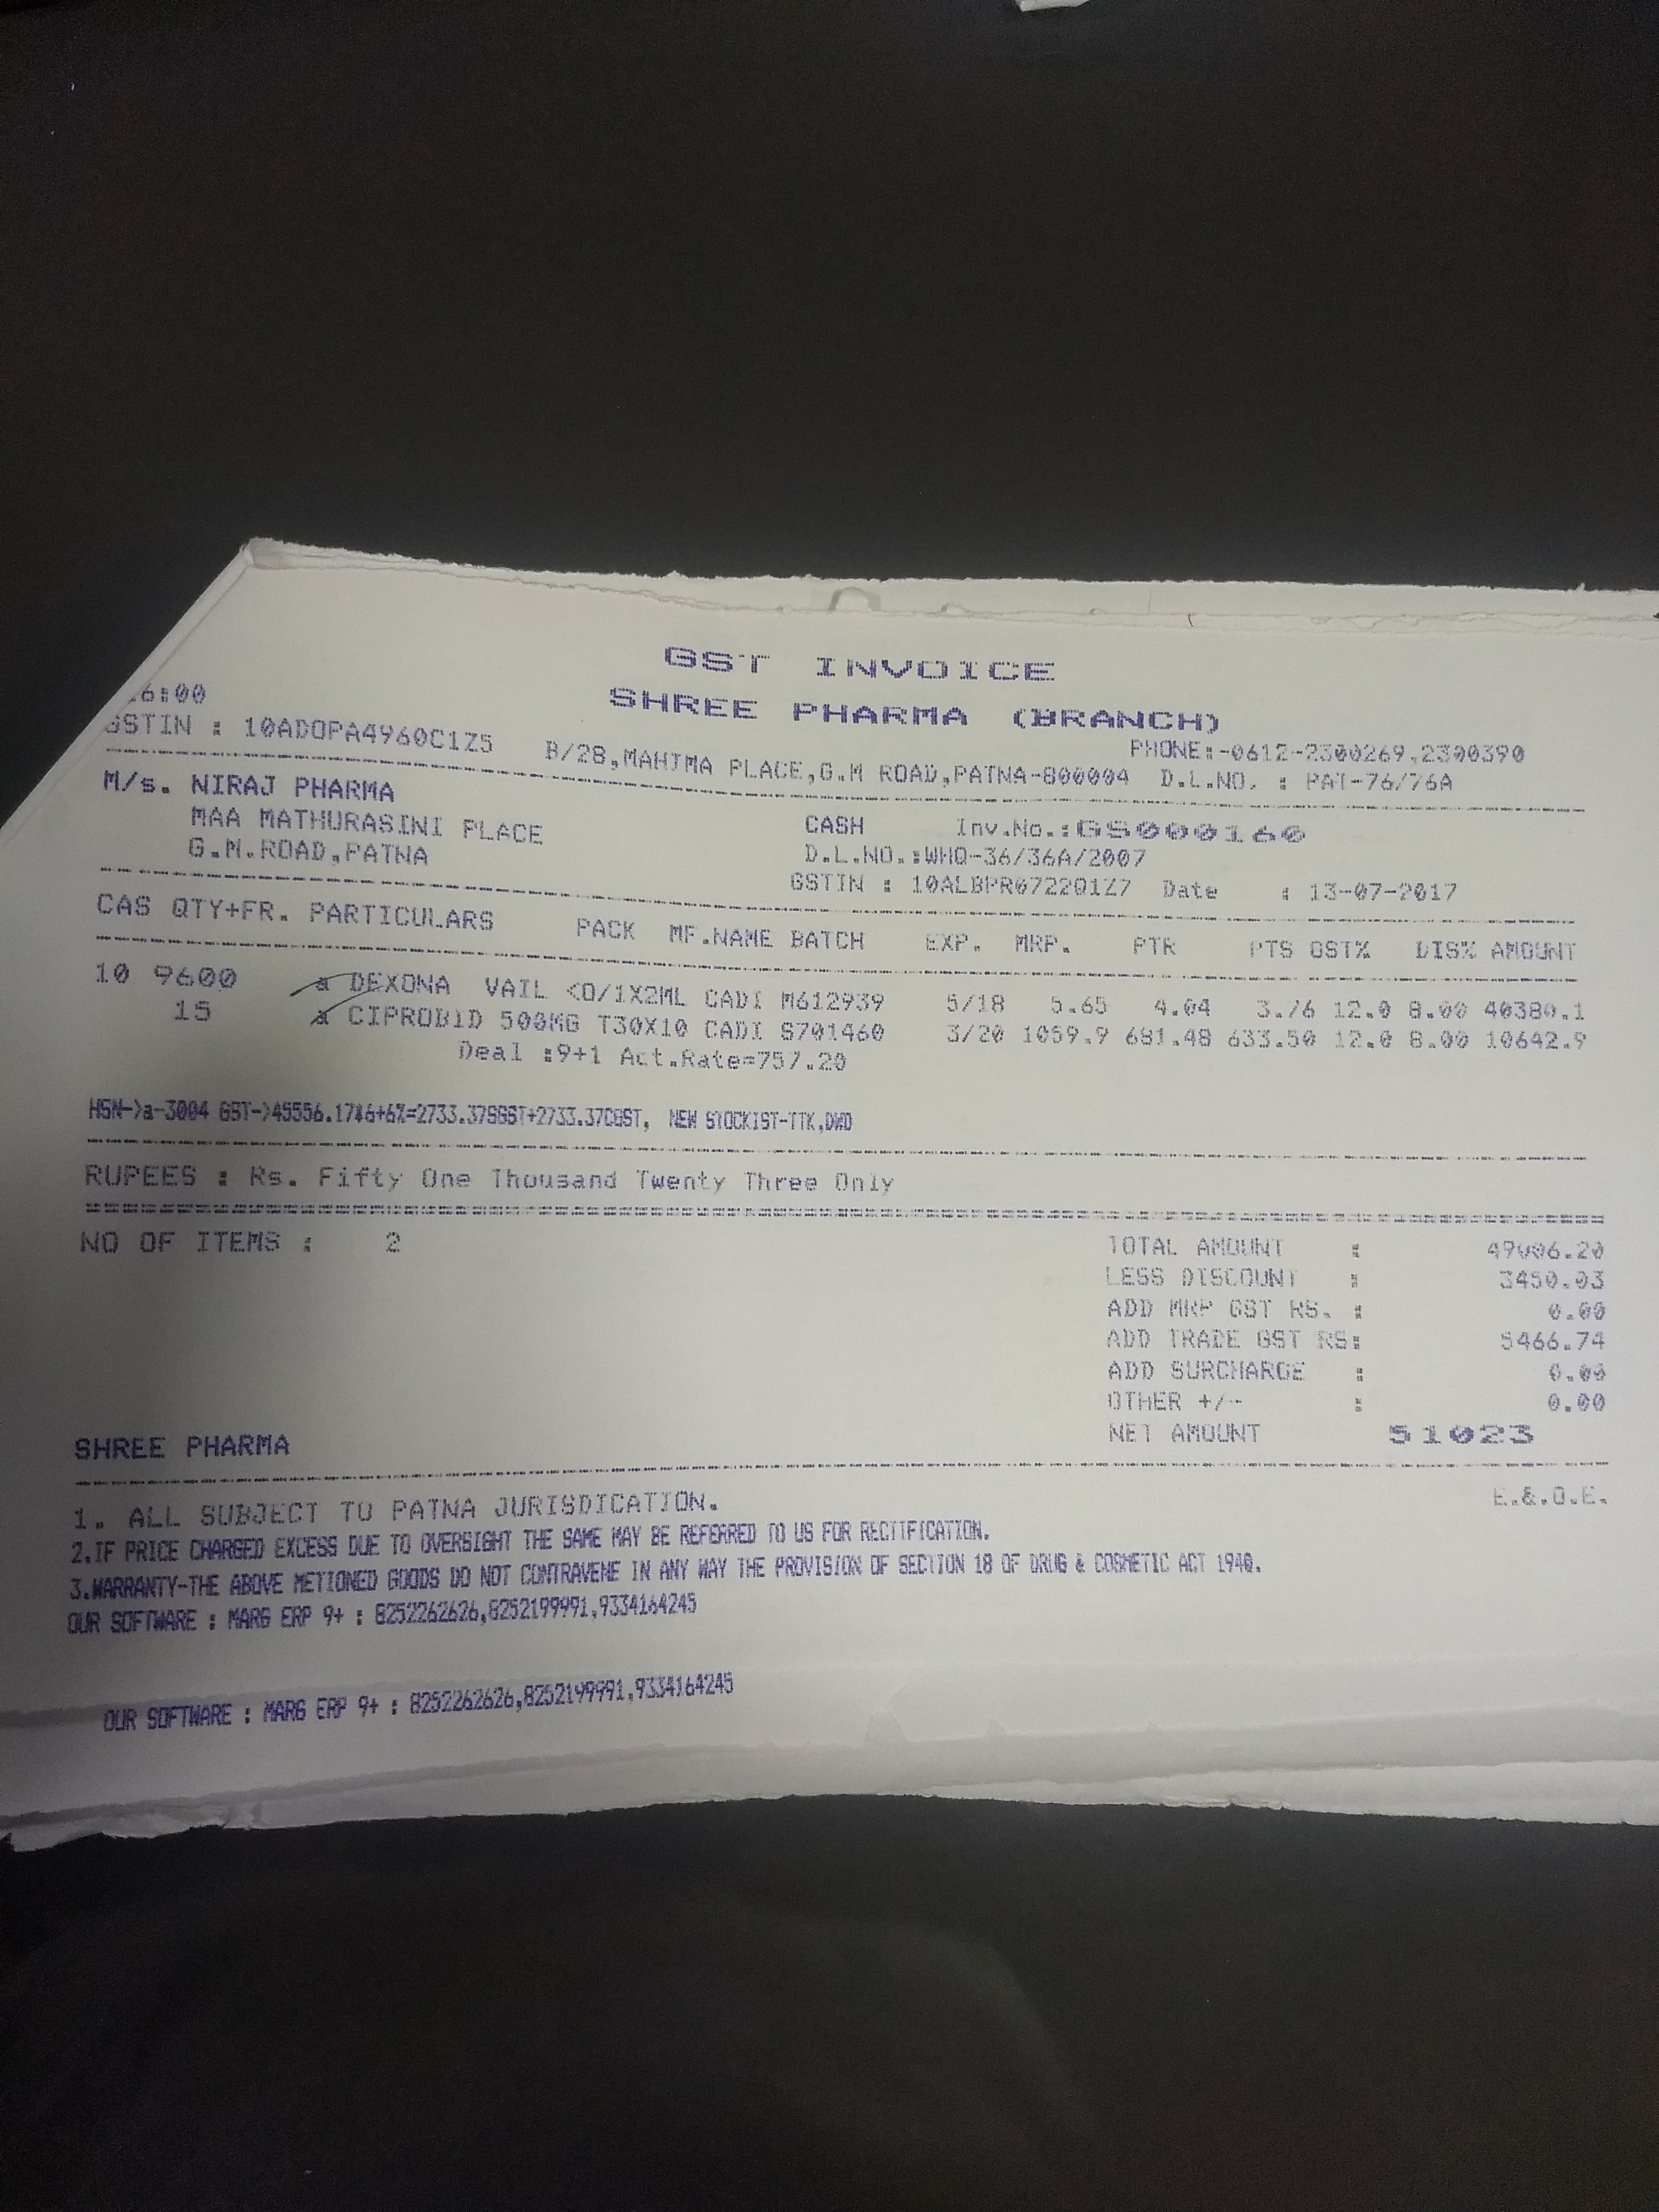 GST INVOICE
6:00
SHREE PHARMA (BRANCH)
GSTIN : 10ADOPA4960C1Z5 B/28,MAHIMA PLACE,G.M ROAD,PATNA-800004 PHONE:-0612-2300269,2300390
D.L.NO. : PAT-76/76A
M/s. NIRAJ PHARMA
MAA MATHURASINI PLACE CASH Inv.No.:GS000160
G.M.ROAD,PATNA D.L.NO.:WHO-36/36A/2007
GSTIN : 10ALBPR6722Q1Z7 Date : 13-07-2017
CAS QTY+FR. PARTICULARS PACK MF.NAME BATCH EXP. MRP. PTR PTS GST% DIS% AMOUNT
10 9600 a DEXONA VAIL <O/1X2ML CADI M612939 5/18 5.65 4.04 3.76 12.0 8.00 40380.1
15 a CIPROBID 500MG T30X10 CADI S701460 3/20 1059.9 681.48 633.50 12.0 8.00 10642.9
Deal :9+1 Act.Rate=757.20
HSN->a-3004 GST->45556.17*6+6%=2733.37SGST+2733.37CGST, NEW STOCKIST-TTK,DWD
RUPEES : Rs. Fifty One Thousand Twenty Three Only
NO OF ITEMS : 2 TOTAL AMOUNT : 49006.20
LESS DISCOUNT : 3450.03
ADD MRP GST RS. : 0.00
ADD TRADE GST RS: 5466.74
ADD SURCHARGE : 0.00
OTHER +/- : 0.00
SHREE PHARMA NET AMOUNT 51023
1. ALL SUBJECT TO PATNA JURISDICATION. E.&.O.E.
2.IF PRICE CHARGED EXCESS DUE TO OVERSIGHT THE SAME MAY BE REFERRED TO US FOR RECTIFICATION.
3.WARRANTY-THE ABOVE METIONED GOODS DO NOT CONTRAVENE IN ANY WAY THE PROVISION OF SECTION 18 OF DRUG & COSMETIC ACT 1940.
OUR SOFTWARE : MARG ERP 9+ : 8252262626,8252199991,9334164245
OUR SOFTWARE : MARG ERP 9+ : 8252262626,8252199991,9334164245